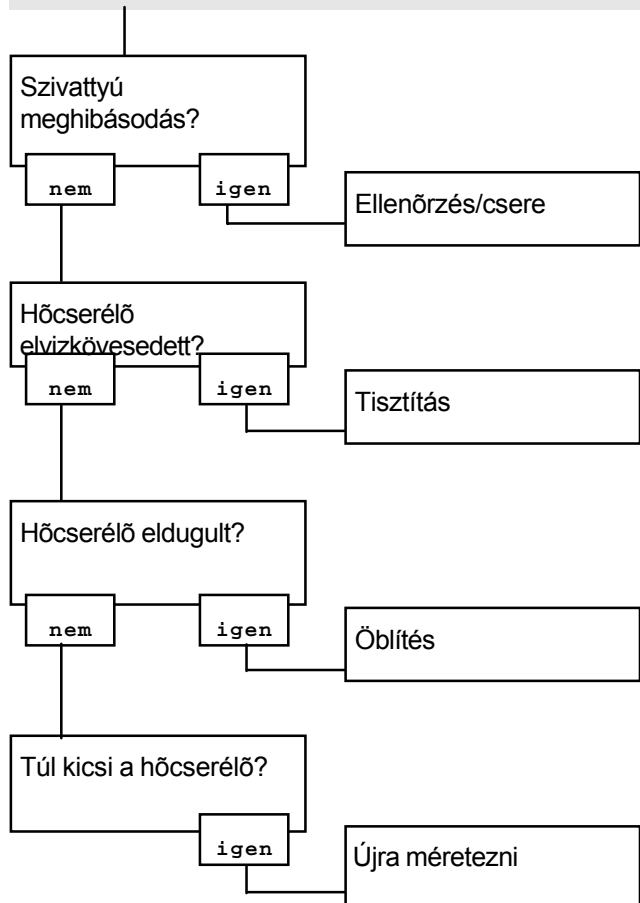 Szivattyú
meghibásodás?
nem
igen
Ellenõrzés/csere
Hõcserélõ
elvizkövesedett?
nem
igen
Tisztítás
Hõcserélõ eldugult?
nem
igen
Öblítés
Túl kicsi a hõcserélõ?
igen
Újra méretezni